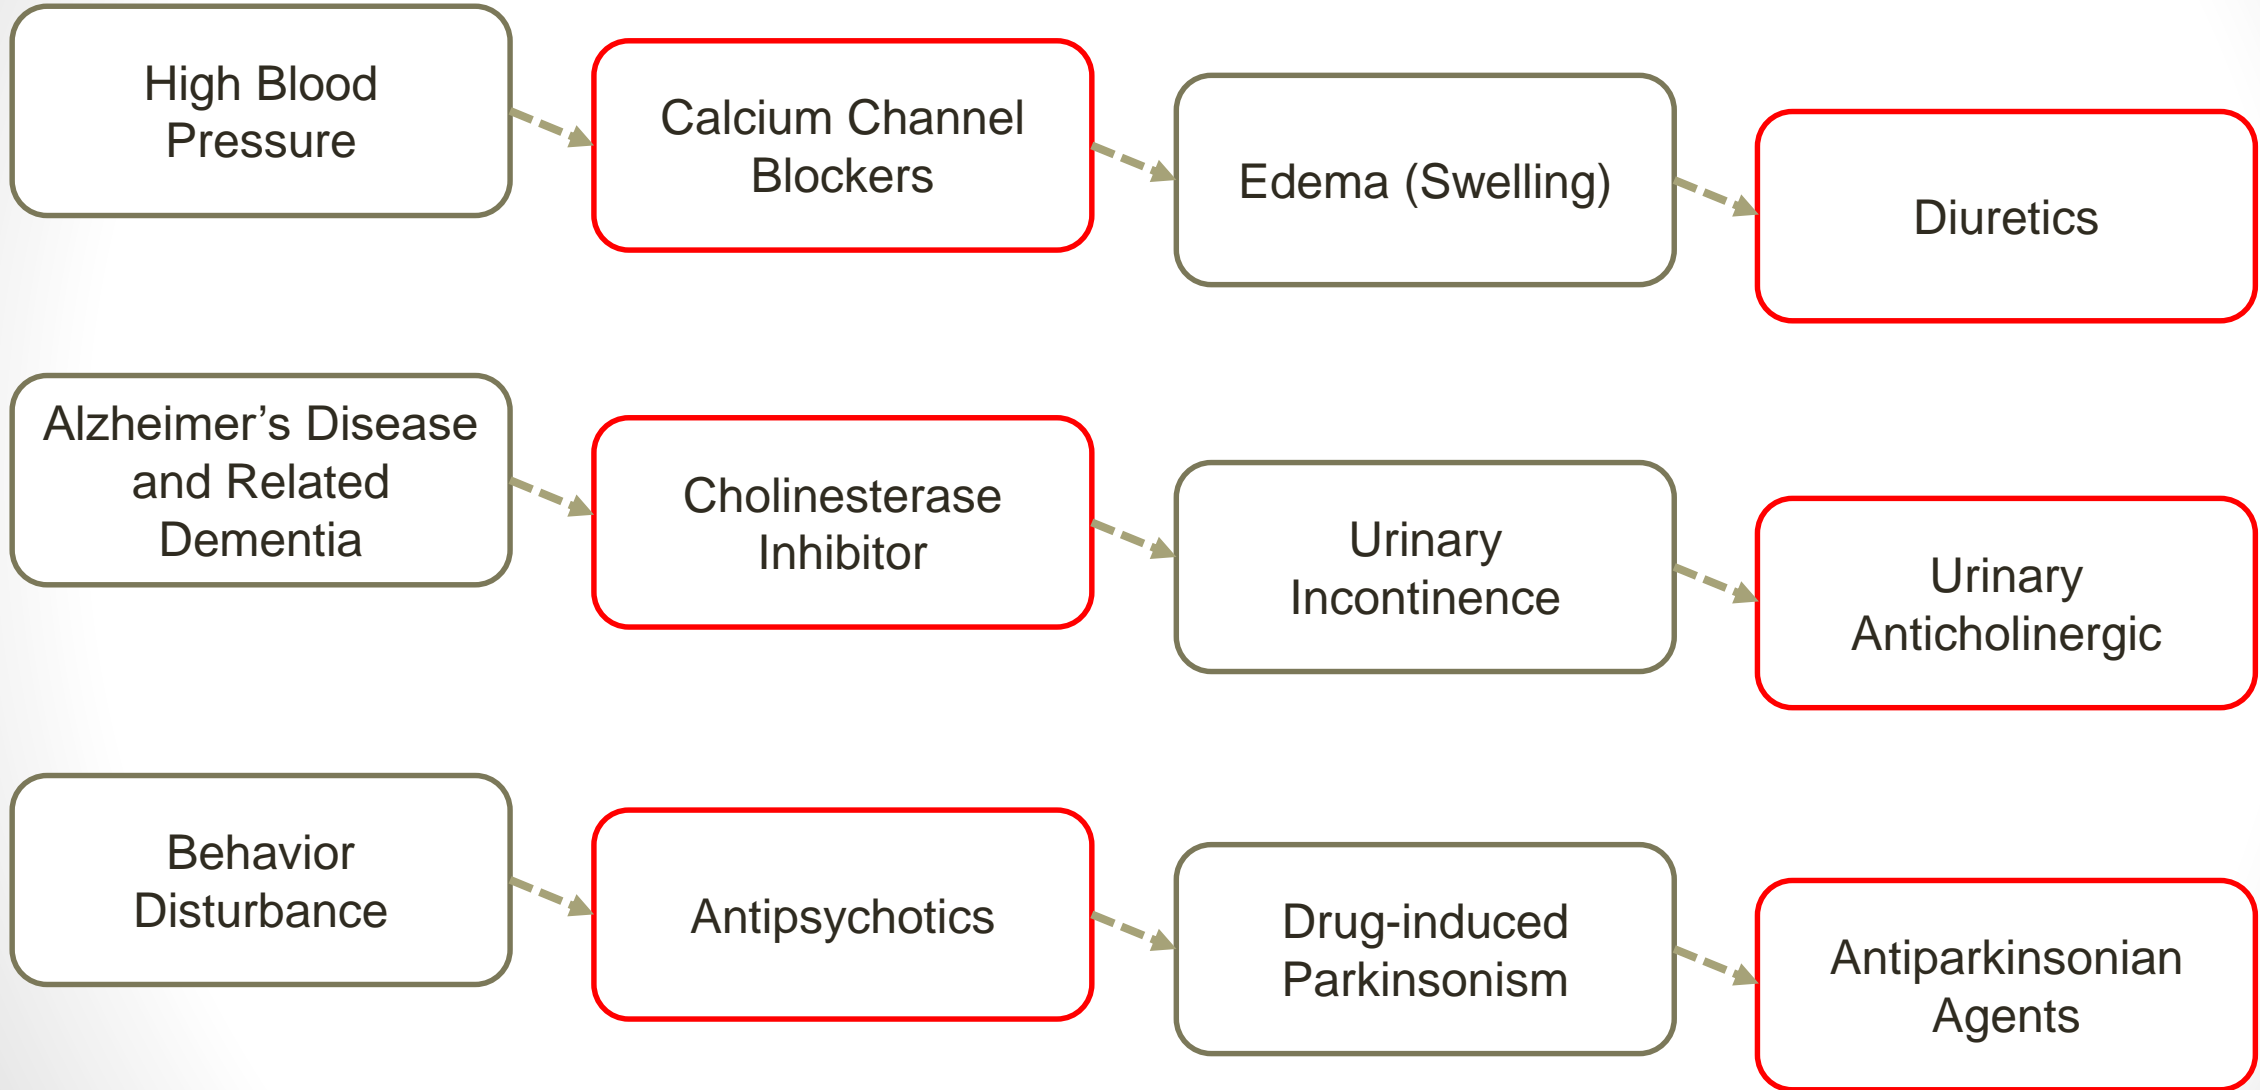 High Blood
Pressure
Calcium Channel
Blockers
Edema (Swelling)
Diuretics
Alzheimer’s Disease
and Related
Dementia
Cholinesterase
Inhibitor
Urinary
Incontinence
Urinary
Anticholinergic
Behavior
Disturbance
Antipsychotics
Drug-induced
Parkinsonism
Antiparkinsonian
Agents